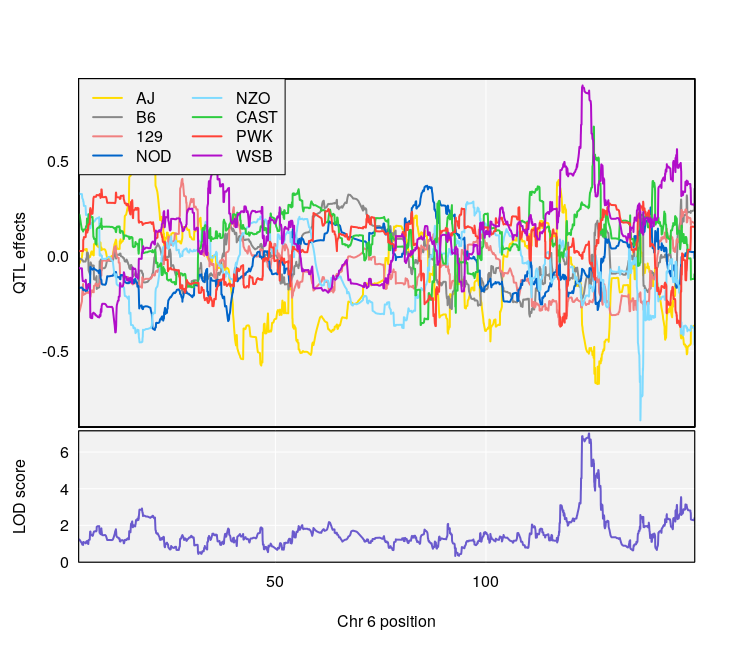 AJ NZO
B6 CAST
129 PWK
NOD WSB
QTL effects
0.5
0.0
-0.5
LOD score
6
4
2
0
50 100
Chr 6 position